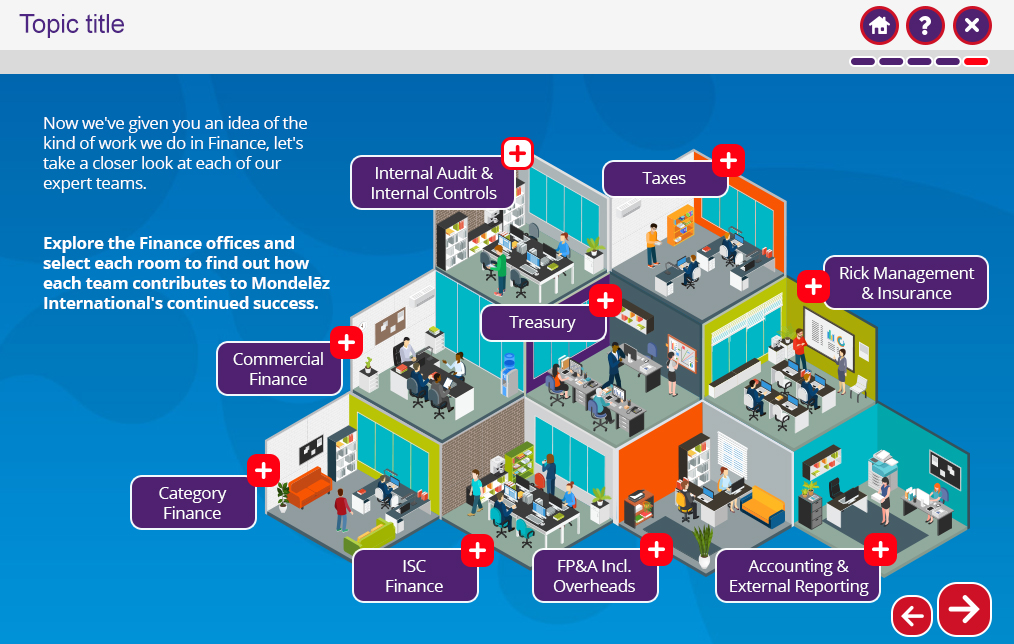 Topic title
Now we've given you an idea of the
kind of work we do in Finance, let's
take a closer look at each of our
expert teams.
Explore the Finance offices and
select each room to find out how
each team contributes to Mondelēz
International's continued success.
Internal Audit &
Internal Controls
Taxes
Rick Management
& Insurance
Treasury
Commercial
Finance
Category
Finance
ISC
Finance
FP&A Incl.
Overheads
Accounting &
External Reporting